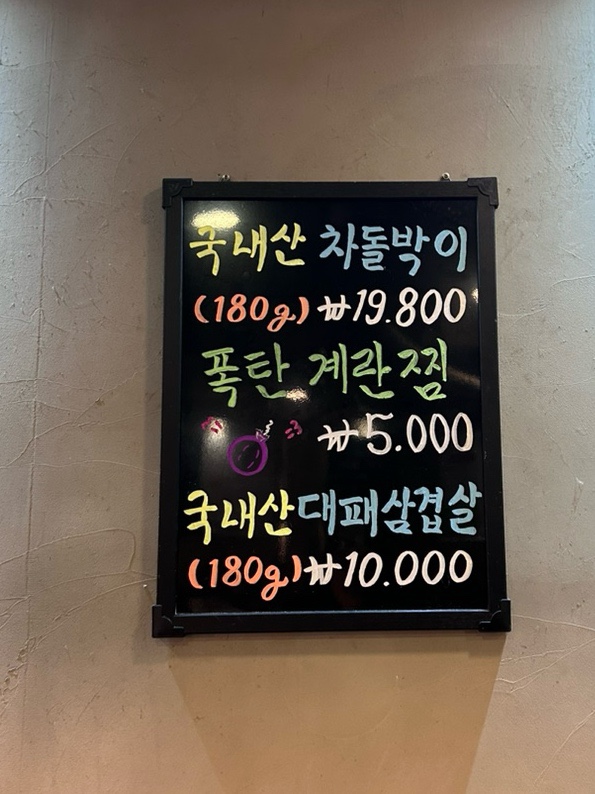 국내산 차돌박이
(180g) ₩19.800
폭탄 계란찜
₩5.000
국내산대패삼겹살
(180g)₩10.000